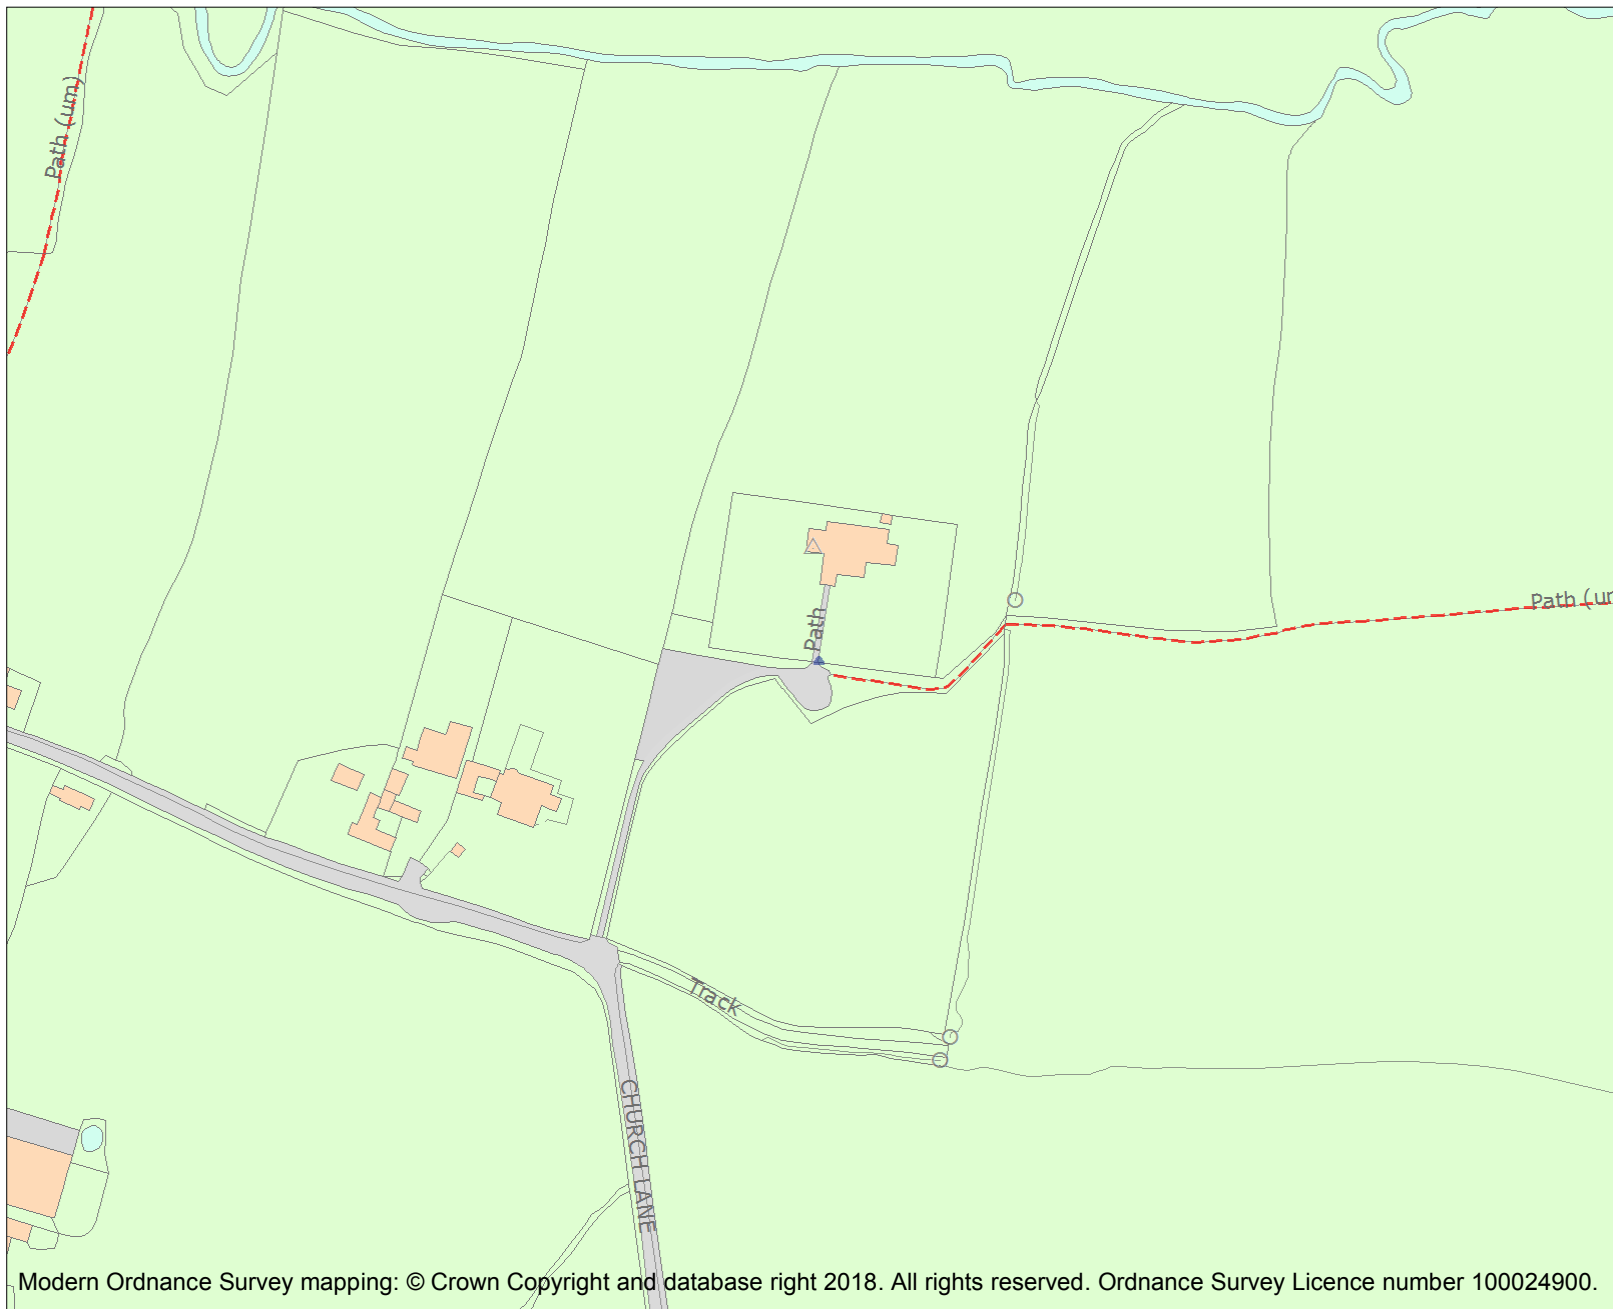 Path (um)
Path (ur
Path
Track
CHURCH LANE
Modern Ordnance Survey mapping: © Crown Copyright and database right 2018. All rights reserved. Ordnance Survey Licence number 100024900.